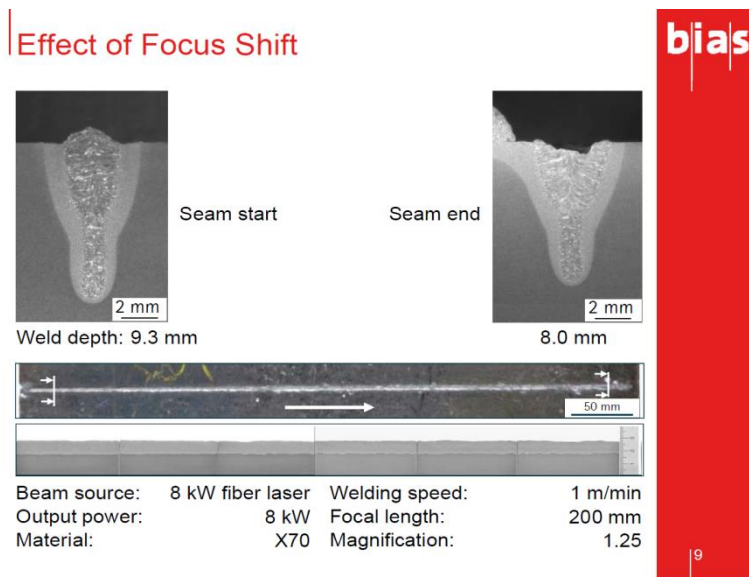 Effect of Focus Shift
bias
Seam start
Seam end
2 mm
2 mm
Weld depth: 9.3 mm
8.0 mm
50 mm
Beam source: 8 kW fiber laser Welding speed: 1 m/min
Output power: 8 kW Focal length: 200 mm
Material: X70 Magnification: 1.25
9